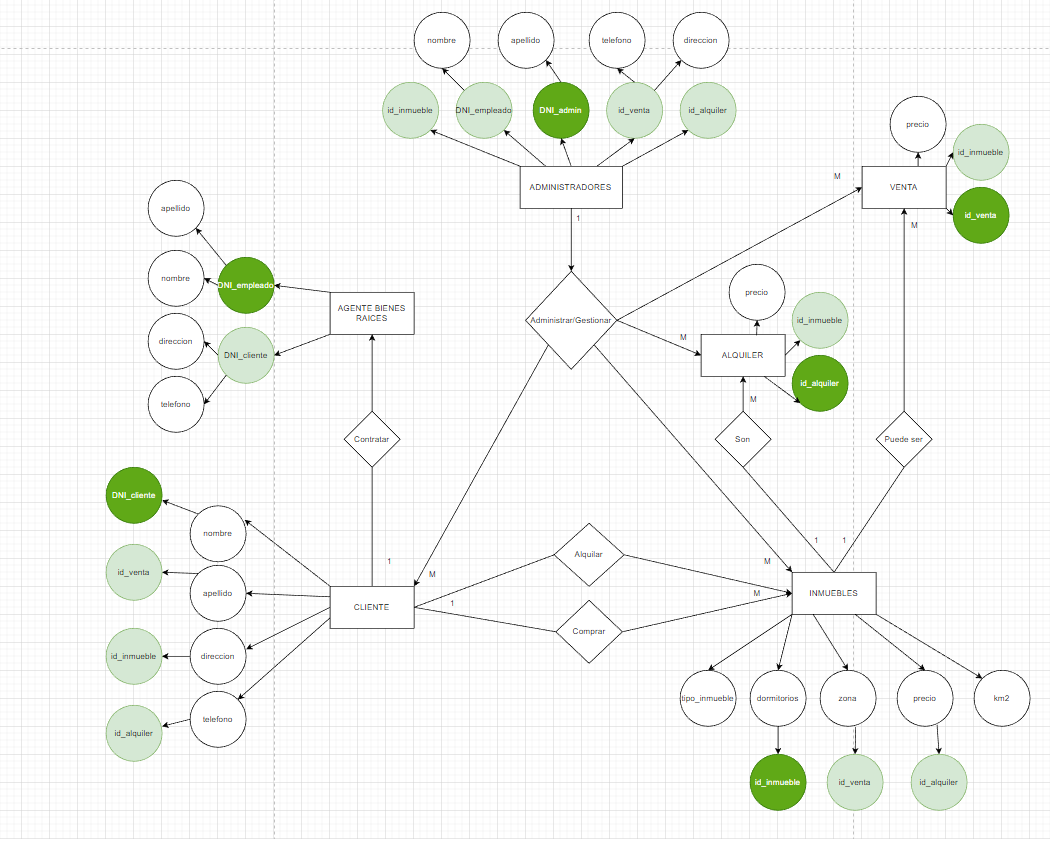 nombre
apellido
telefono
direccion
id_inmueble
DNI_empleado
DNI_admin
id_venta
id_alquiler
precio
id_inmueble
ADMINISTRADORES
M
VENTA
id_venta
1
M
apellido
nombre
DNI_empleado
AGENTE BIENES
RAICES
direccion
DNI_cliente
telefono
Administrar/Gestionar
precio
id_inmueble
M
ALQUILER
id_alquiler
M
Contratar
Son
Puede ser
DNI_cliente
nombre
1
1
1
id_venta
apellido
M
CLIENTE
1
Alquilar
Comprar
M
M
INMUEBLES
id_inmueble
direccion
id_alquiler
telefono
tipo_inmueble
dormitorios
zona
precio
km2
id_inmueble
id_venta
id_alquiler